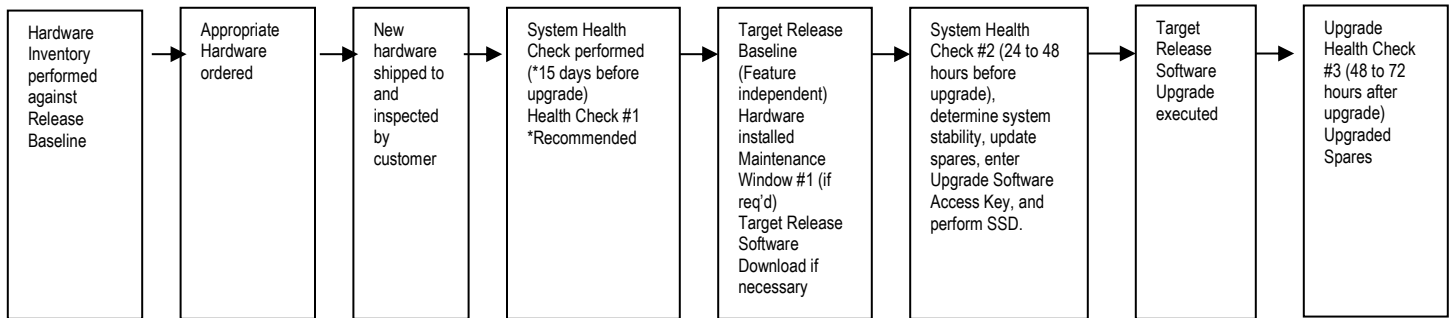 Hardware
Inventory
performed
against
Release
Baseline
Appropriate
Hardware
ordered
New
hardware
shipped to
and
inspected
by
customer
System Health
Check performed
(*15 days before
upgrade)
Health Check #1
*Recommended
Target Release
Baseline
(Feature
independent)
Hardware
installed
Maintenance
Window #1 (if
req’d)
Target Release
Software
Download if
necessary
System Health
Check #2 (24 to 48
hours before
upgrade),
determine system
stability, update
spares, enter
Upgrade Software
Access Key, and
perform SSD.
Target
Release
Software
Upgrade
executed
Upgrade
Health Check
#3 (48 to 72
hours after
upgrade)
Upgraded
Spares